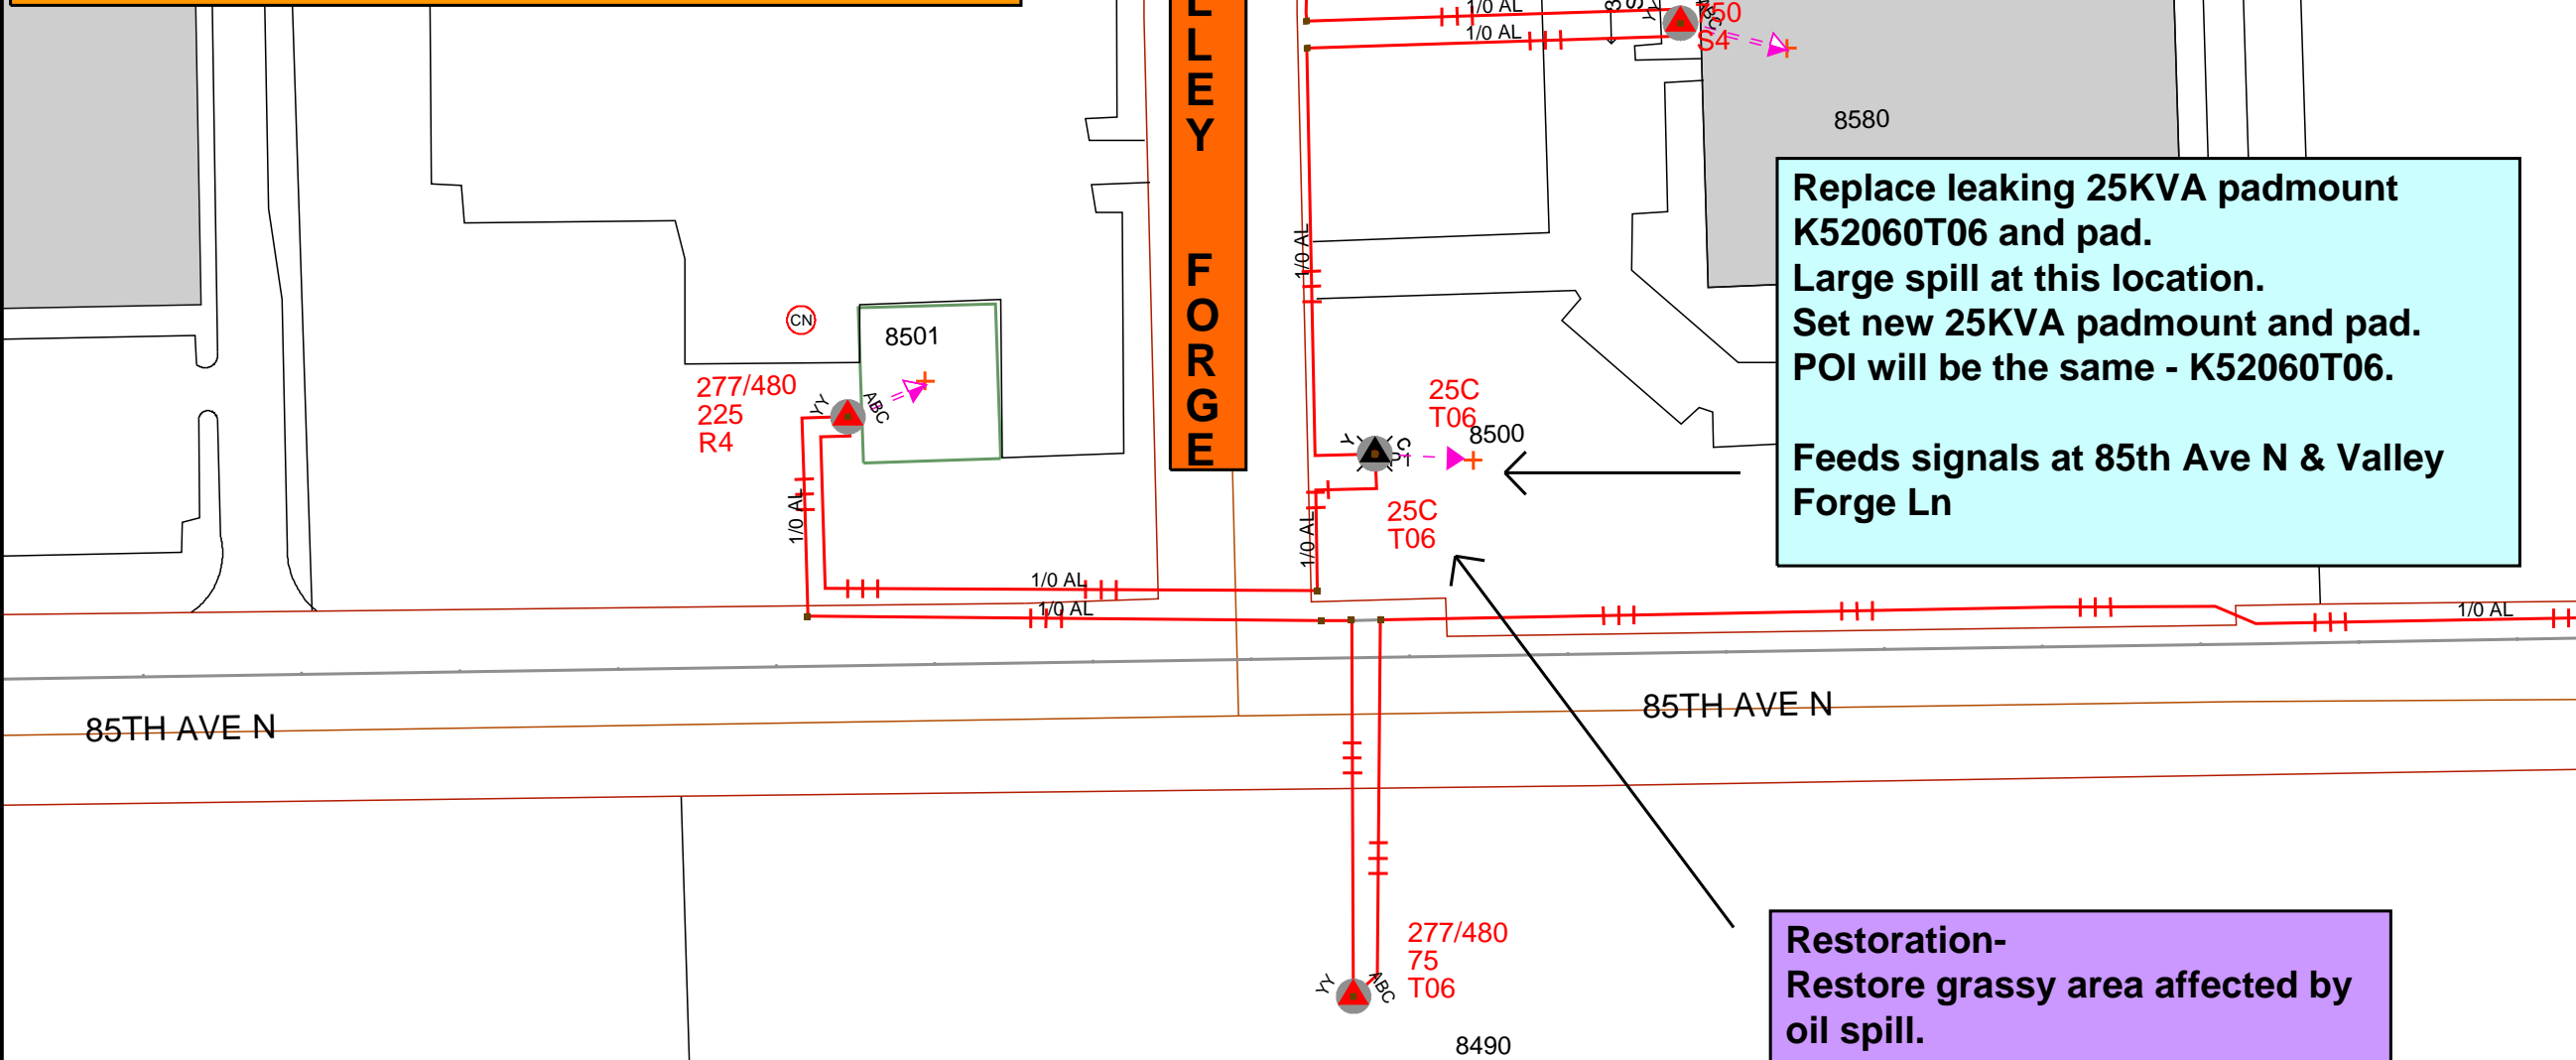 L
L
E
Y
F
O
R
G
E
1/0 AL
1/0 AL
750
S4
8580
Replace leaking 25KVA padmount
K52060T06 and pad.
Large spill at this location.
Set new 25KVA padmount and pad.
POI will be the same - K52060T06.
Feeds signals at 85th Ave N & Valley
Forge Ln
1/0 AL
CN
8501
277/480
225
R4
YY
ABC
25C
T06
8500
Y
C
25C
T06
1/0 AL
1/0 AL
1/0 AL
1/0 AL
1/0 AL
85TH AVE N
85TH AVE N
277/480
75
T06
YY
ABC
8490
Restoration-
Restore grassy area affected by
oil spill.